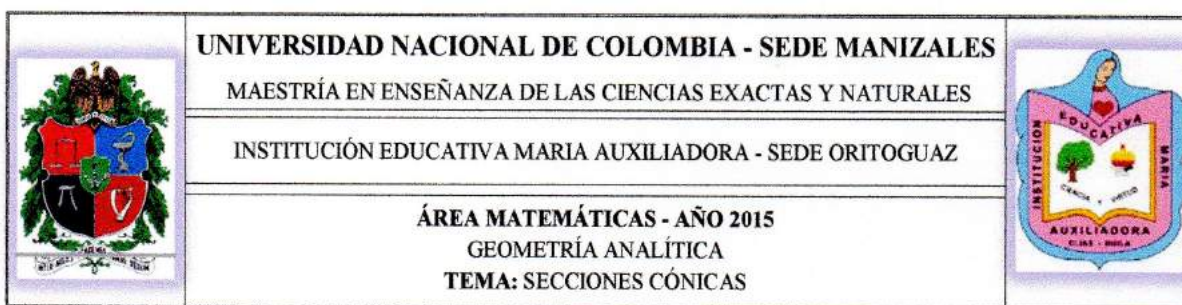 UNIVERSIDAD NACIONAL DE COLOMBIA - SEDE MANIZALES
MAESTRÍA EN ENSEÑANZA DE LAS CIENCIAS EXACTAS Y NATURALES
INSTITUCIÓN EDUCATIVA MARIA AUXILIADORA - SEDE ORITOGUAZ
ÁREA MATEMÁTICAS - AÑO 2015
GEOMETRÍA ANALÍTICA
TEMA: SECCIONES CÓNICAS
INSTITUCION
EDUCATIVA
MARIA
CIENCIA Y VIRTUD
AUXILIADORA